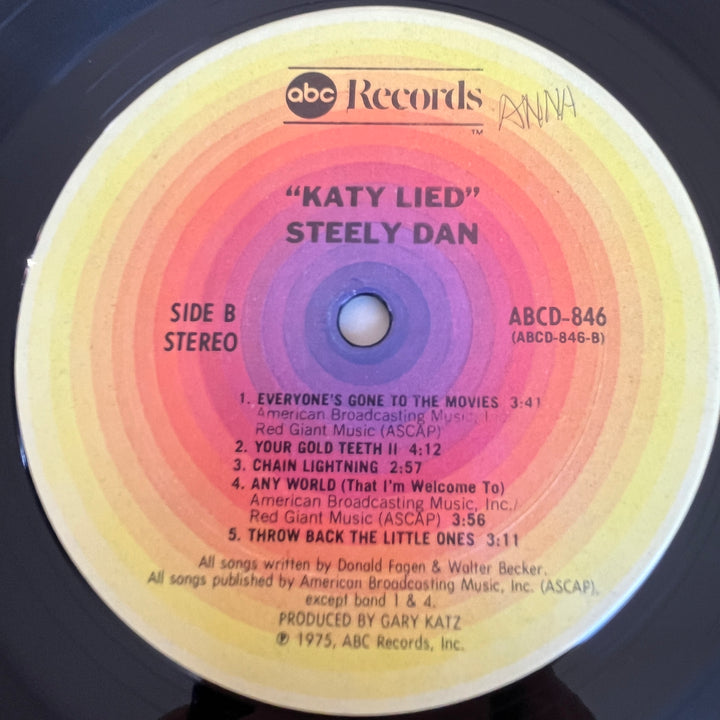 abc Records
TM
ANNA
"KATY LIED"
STEELY DAN
SIDE B
STEREO
ABCD-846
(ABCD-846-B)
1. EVERYONE'S GONE TO THE MOVIES 3:41
American Broadcasting Music, Inc./
Red Giant Music (ASCAP)
2. YOUR GOLD TEETH II 4:12
3. CHAIN LIGHTNING 2:57
4. ANY WORLD (That I'm Welcome To)
American Broadcasting Music, Inc./
Red Giant Music (ASCAP) 3:56
5. THROW BACK THE LITTLE ONES 3:11
All songs written by Donald Fagen & Walter Becker.
All songs published by American Broadcasting Music, Inc. (ASCAP),
except band 1 & 4.
PRODUCED BY GARY KATZ
℗ 1975, ABC Records, Inc.